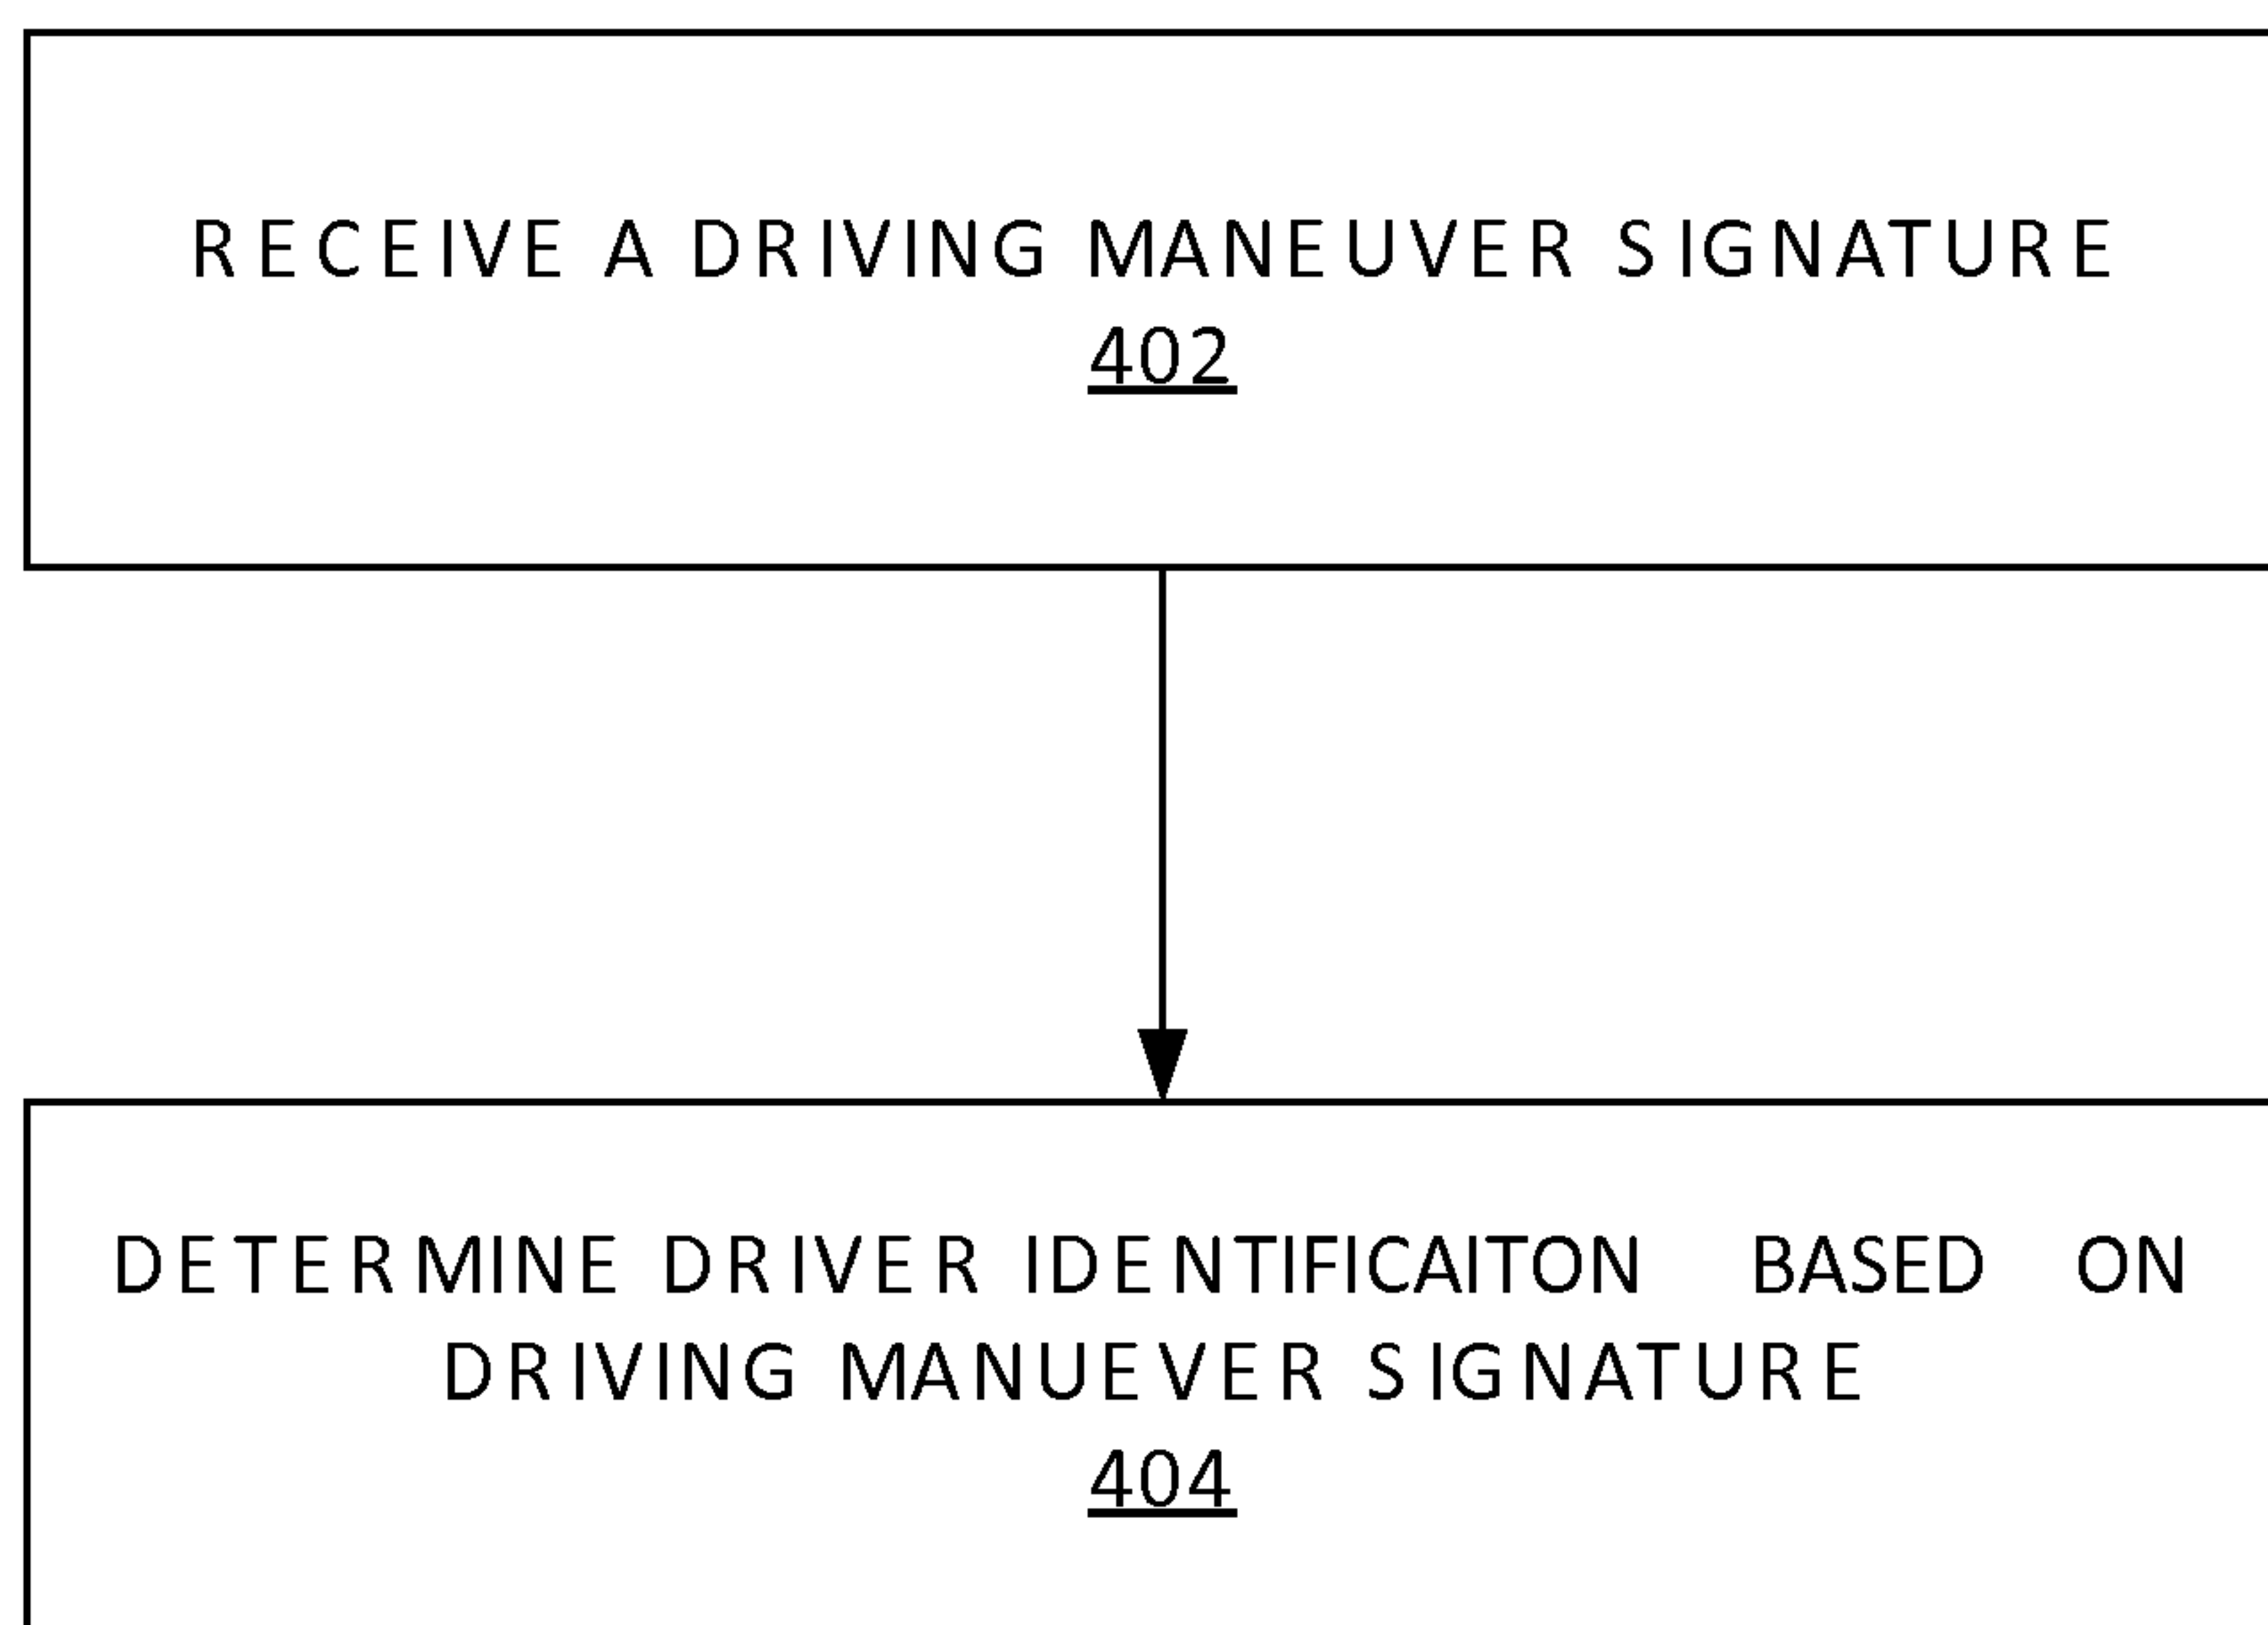 RECEIVE A DRIVING MANEUVER SIGNATURE
402
DETERMINE DRIVER IDENTIFICAITON BASED ON
DRIVING MANUEVER SIGNATURE
404